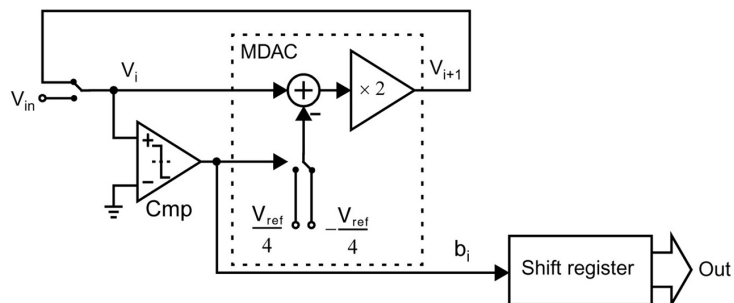 MDAC
V_i
V_{i+1}
× 2
V_in
+
+
−
−
Cmp
V_ref/4
−V_ref/4
b_i
Shift register
Out